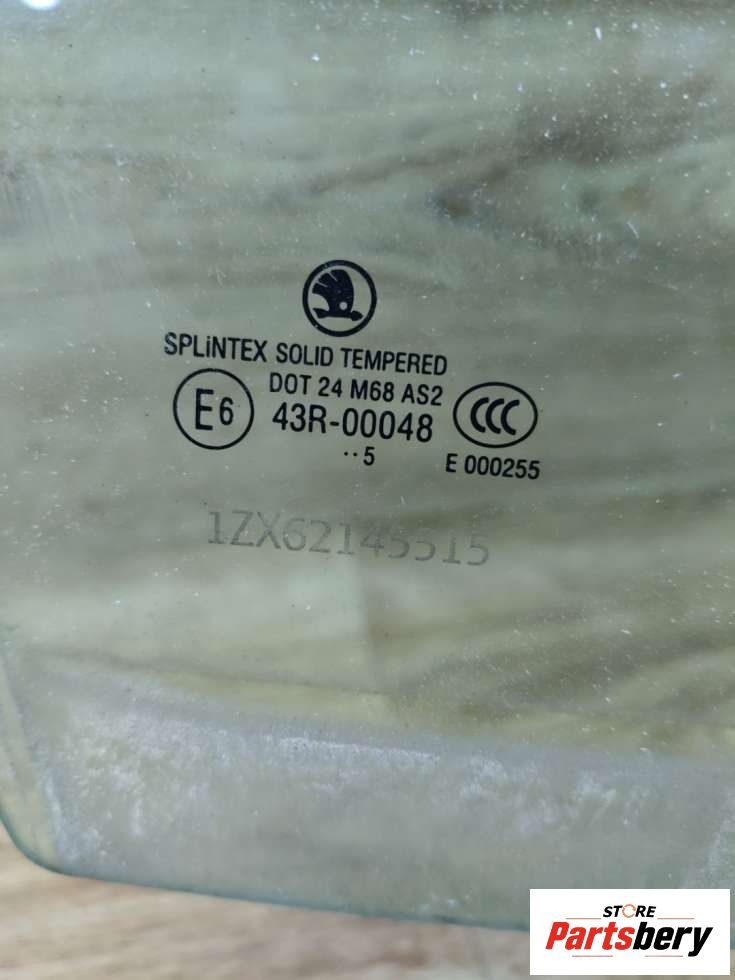 SPLiNTEX SOLID TEMPERED
DOT 24 M68 AS2
E6
43R-00048
CCC
··5
E 000255
1ZX62145515
STORE
Partsbery